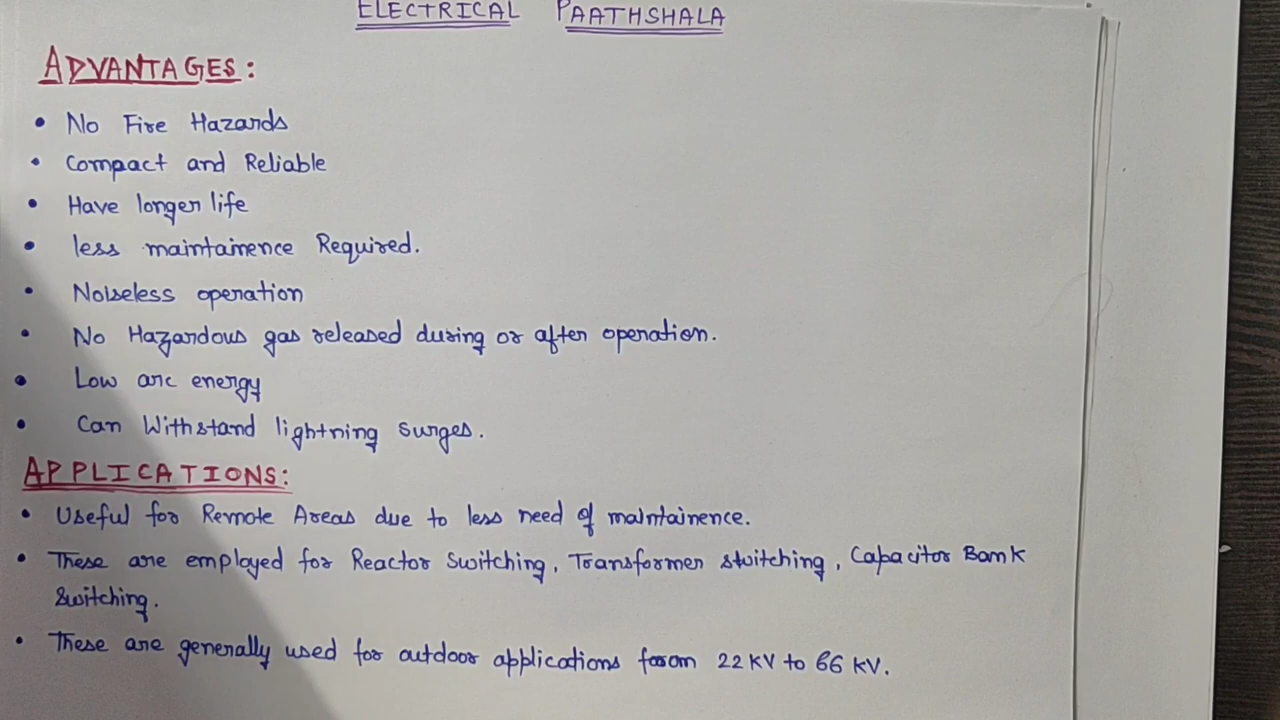 ELECTRICAL PAATHSHALA
ADVANTAGES:
• No Fire Hazards
• Compact and Reliable
• Have longer life
• less maintainence Required.
• Noiseless operation
• No Hazardous gas released during or after operation.
• Low arc energy
• Can Withstand lightning surges.
APPLICATIONS:
• Useful for Remote Areas due to less need of maintainence.
• These are employed for Reactor Switching, Transformer switching, Capacitor Bank
Switching.
• These are generally used for outdoor applications from 22 KV to 66 KV.